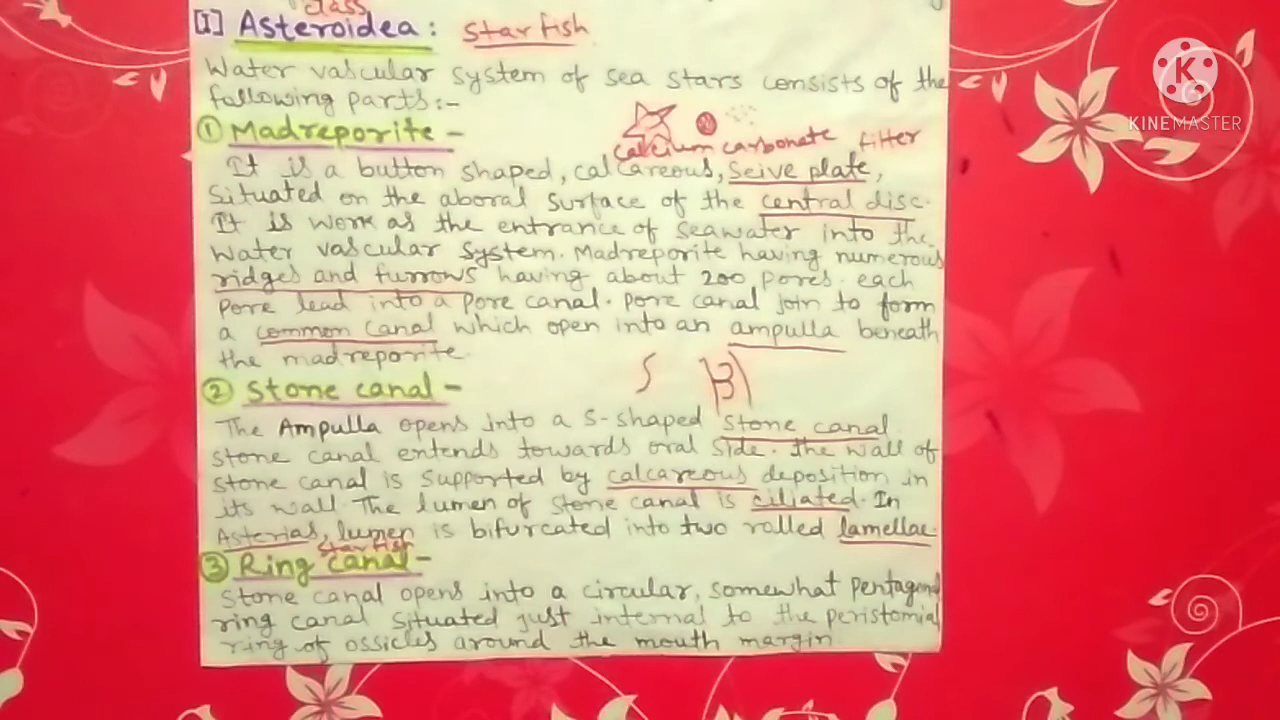 class
[I] Asteroidea: Starfish
Water vascular system of sea stars consists of the
following parts:-
① Madreporite -
calcium carbonate filter
It is a button shaped, calcareous, Seive plate,
Situated on the aboral surface of the central disc.
It is work as the entrance of seawater into the
water vascular system. Madreporite having numerous
ridges and furrows having about 200 pores. each
pore lead into a pore canal. pore canal join to form
a common canal which open into an ampulla beneath
the madreporite.
S
② Stone canal -
The Ampulla opens into a S-shaped stone canal.
stone canal extends towards oral side. The wall of
stone canal is supported by calcareous deposition in
its wall. The lumen of stone canal is ciliated. In
Asterias, lumen is bifurcated into two rolled lamellae.
starfish
③ Ring canal -
Stone canal opens into a circular, somewhat pentagonal
ring canal situated just internal to the peristomial
ring of ossicles around the mouth margin.
K
KINEMASTER